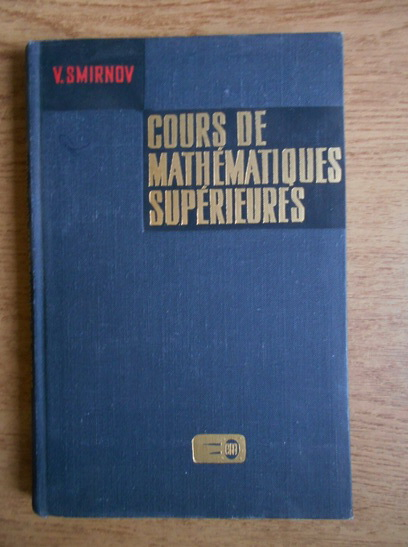 V. SMIRNOV
COURS DE
MATHÉMATIQUES
SUPÉRIEURES